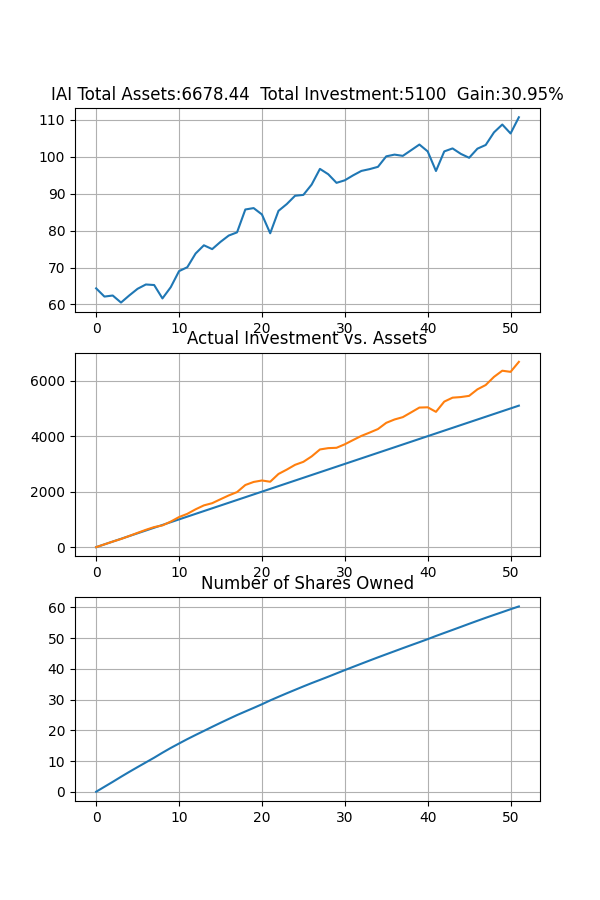 IAI Total Assets:6678.44  Total Investment:5100  Gain:30.95%
110
100
90
80
70
60
0 10 20 30 40 50
Actual Investment vs. Assets
6000
4000
2000
0
0 10 20 30 40 50
Number of Shares Owned
60
50
40
30
20
10
0
0 10 20 30 40 50